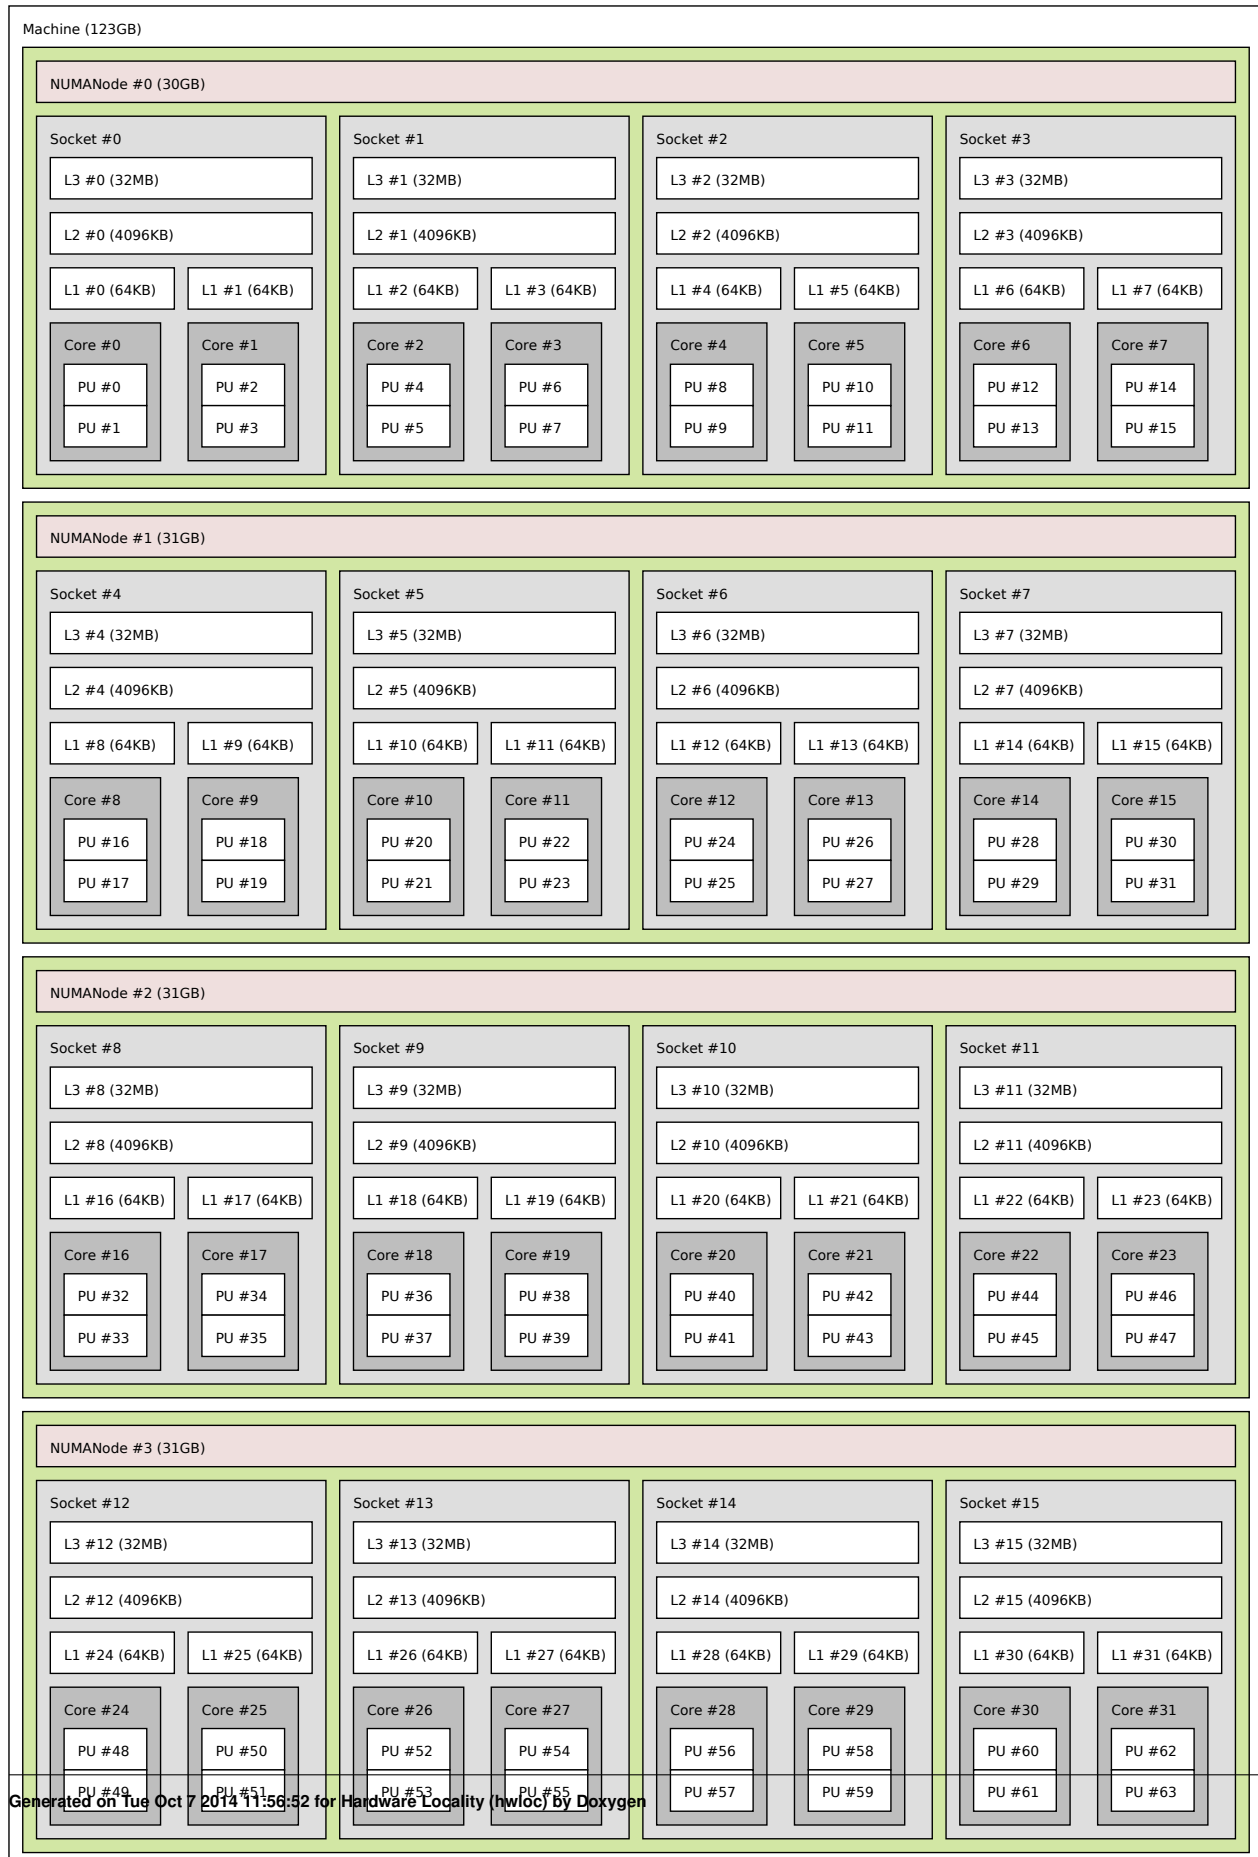 Machine (123GB)
NUMANode #0 (30GB)
Socket #0 Socket #1 Socket #2 Socket #3
L3 #0 (32MB) L3 #1 (32MB) L3 #2 (32MB) L3 #3 (32MB)
L2 #0 (4096KB) L2 #1 (4096KB) L2 #2 (4096KB) L2 #3 (4096KB)
L1 #0 (64KB) L1 #1 (64KB) L1 #2 (64KB) L1 #3 (64KB) L1 #4 (64KB) L1 #5 (64KB) L1 #6 (64KB) L1 #7 (64KB)
Core #0 Core #1 Core #2 Core #3 Core #4 Core #5 Core #6 Core #7
PU #0 PU #2 PU #4 PU #6 PU #8 PU #10 PU #12 PU #14
PU #1 PU #3 PU #5 PU #7 PU #9 PU #11 PU #13 PU #15
NUMANode #1 (31GB)
Socket #4 Socket #5 Socket #6 Socket #7
L3 #4 (32MB) L3 #5 (32MB) L3 #6 (32MB) L3 #7 (32MB)
L2 #4 (4096KB) L2 #5 (4096KB) L2 #6 (4096KB) L2 #7 (4096KB)
L1 #8 (64KB) L1 #9 (64KB) L1 #10 (64KB) L1 #11 (64KB) L1 #12 (64KB) L1 #13 (64KB) L1 #14 (64KB) L1 #15 (64KB)
Core #8 Core #9 Core #10 Core #11 Core #12 Core #13 Core #14 Core #15
PU #16 PU #18 PU #20 PU #22 PU #24 PU #26 PU #28 PU #30
PU #17 PU #19 PU #21 PU #23 PU #25 PU #27 PU #29 PU #31
NUMANode #2 (31GB)
Socket #8 Socket #9 Socket #10 Socket #11
L3 #8 (32MB) L3 #9 (32MB) L3 #10 (32MB) L3 #11 (32MB)
L2 #8 (4096KB) L2 #9 (4096KB) L2 #10 (4096KB) L2 #11 (4096KB)
L1 #16 (64KB) L1 #17 (64KB) L1 #18 (64KB) L1 #19 (64KB) L1 #20 (64KB) L1 #21 (64KB) L1 #22 (64KB) L1 #23 (64KB)
Core #16 Core #17 Core #18 Core #19 Core #20 Core #21 Core #22 Core #23
PU #32 PU #34 PU #36 PU #38 PU #40 PU #42 PU #44 PU #46
PU #33 PU #35 PU #37 PU #39 PU #41 PU #43 PU #45 PU #47
NUMANode #3 (31GB)
Socket #12 Socket #13 Socket #14 Socket #15
L3 #12 (32MB) L3 #13 (32MB) L3 #14 (32MB) L3 #15 (32MB)
L2 #12 (4096KB) L2 #13 (4096KB) L2 #14 (4096KB) L2 #15 (4096KB)
L1 #24 (64KB) L1 #25 (64KB) L1 #26 (64KB) L1 #27 (64KB) L1 #28 (64KB) L1 #29 (64KB) L1 #30 (64KB) L1 #31 (64KB)
Core #24 Core #25 Core #26 Core #27 Core #28 Core #29 Core #30 Core #31
PU #48 PU #50 PU #52 PU #54 PU #56 PU #58 PU #60 PU #62
PU #49 PU #51 PU #53 PU #55 PU #57 PU #59 PU #61 PU #63
Generated on Tue Oct 7 2014 11:56:52 for Hardware Locality (hwloc) by Doxygen